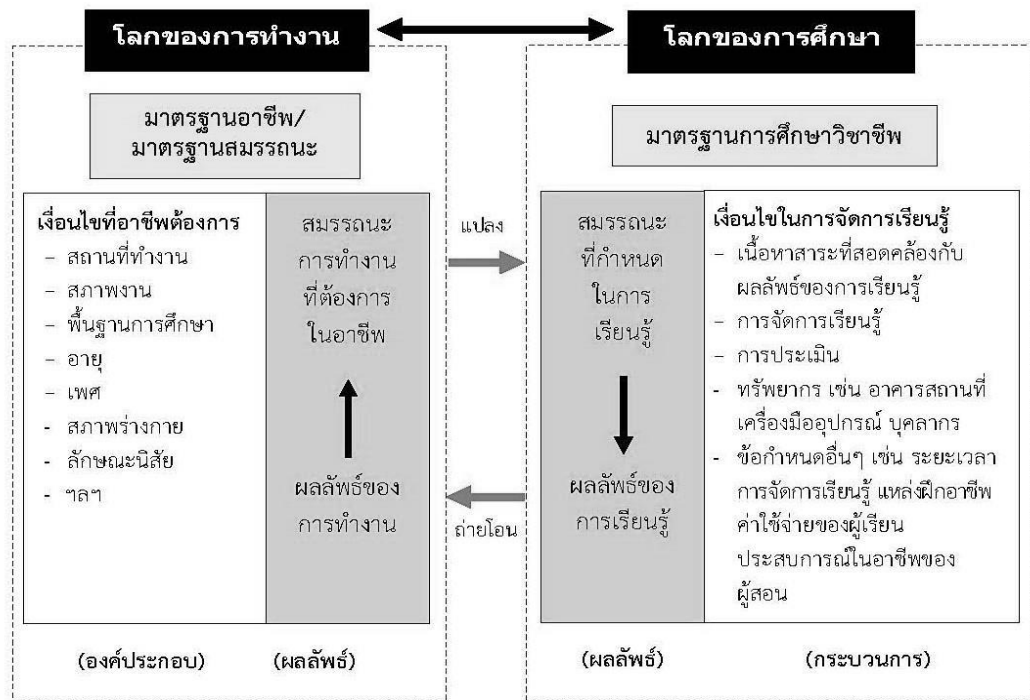 โลกของการทำงาน
โลกของการศึกษา
มาตรฐานอาชีพ/
มาตรฐานสมรรถนะ
มาตรฐานการศึกษาวิชาชีพ
เงื่อนไขที่อาชีพต้องการ
– สถานที่ทำงาน
– สภาพงาน
– พื้นฐานการศึกษา
– อายุ
– เพศ
- สภาพร่างกาย
- ลักษณะนิสัย
- ฯลฯ
สมรรถนะ
การทำงาน
ที่ต้องการ
ในอาชีพ
ผลลัพธ์ของ
การทำงาน
แปลง
ถ่ายโอน
สมรรถนะ
ที่กำหนด
ในการ
เรียนรู้
ผลลัพธ์ของ
การเรียนรู้
เงื่อนไขในการจัดการเรียนรู้
– เนื้อหาสาระที่สอดคล้องกับ
ผลลัพธ์ของการเรียนรู้
– การจัดการเรียนรู้
– การประเมิน
- ทรัพยากร เช่น อาคารสถานที่
เครื่องมืออุปกรณ์ บุคลากร
- ข้อกำหนดอื่นๆ เช่น ระยะเวลา
การจัดการเรียนรู้ แหล่งฝึกอาชีพ
ค่าใช้จ่ายของผู้เรียน
ประสบการณ์ในอาชีพของ
ผู้สอน
(องค์ประกอบ)
(ผลลัพธ์)
(ผลลัพธ์)
(กระบวนการ)